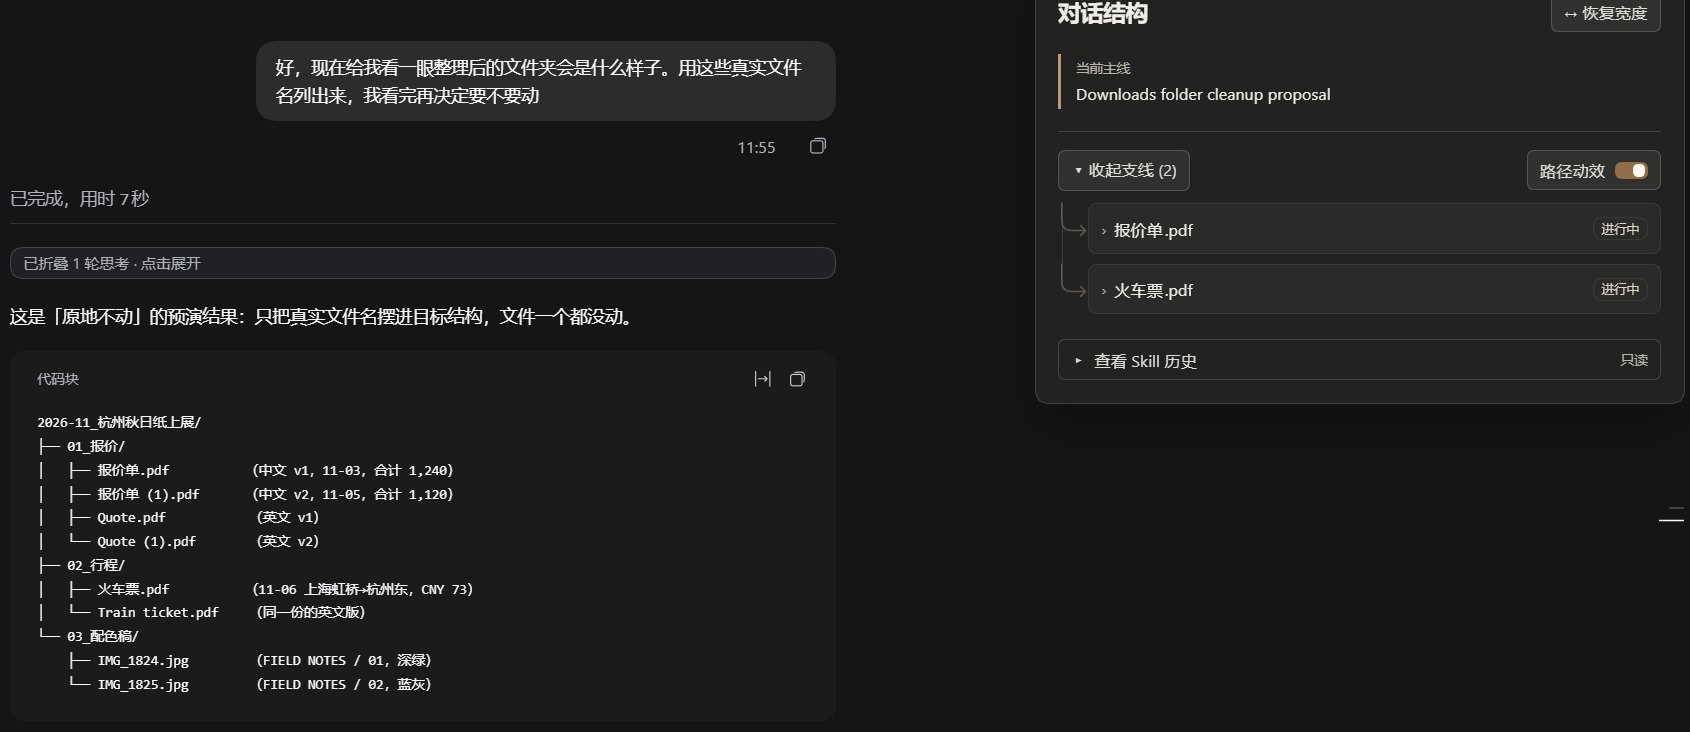 好，现在给我看一眼整理后的文件夹会是什么样子。用这些真实文件
名列出来，我看完再决定要不要动
11:55
已完成，用时 7 秒
已折叠 1 轮思考 · 点击展开
这是「原地不动」的预演结果：只把真实文件名摆进目标结构，文件一个都没动。
代码块
2026-11_杭州秋日纸上展/
├── 01_报价/
│   ├── 报价单.pdf           (中文 v1, 11-03, 合计 1,240)
│   ├── 报价单 (1).pdf       (中文 v2, 11-05, 合计 1,120)
│   ├── Quote.pdf            (英文 v1)
│   └── Quote (1).pdf        (英文 v2)
├── 02_行程/
│   ├── 火车票.pdf           (11-06 上海虹桥→杭州东, CNY 73)
│   └── Train ticket.pdf     (同一份的英文版)
└── 03_配色稿/
    ├── IMG_1824.jpg         (FIELD NOTES / 01, 深绿)
    └── IMG_1825.jpg         (FIELD NOTES / 02, 蓝灰)
对话结构
↔ 恢复宽度
当前主线
Downloads folder cleanup proposal
▾ 收起支线 (2)
路径动效
› 报价单.pdf
进行中
› 火车票.pdf
进行中
▸ 查看 Skill 历史
只读